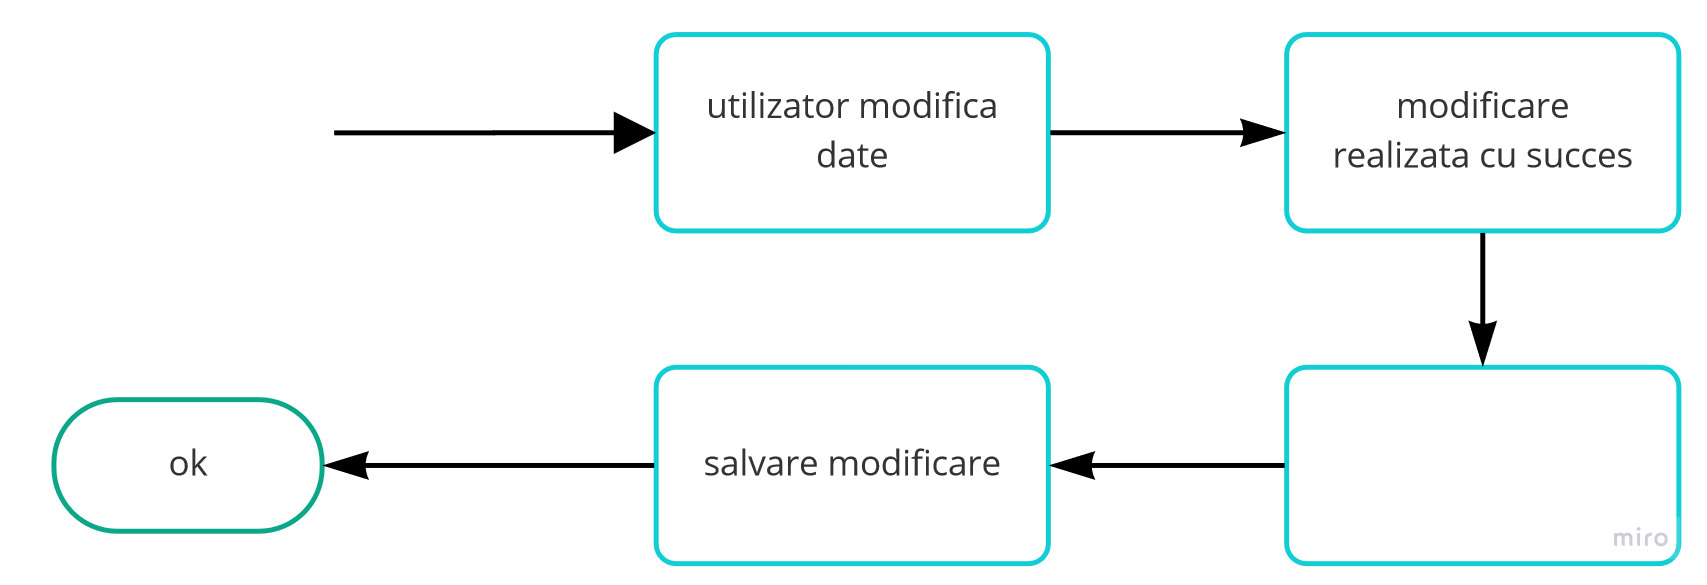 utilizator modifica
date
modificare
realizata cu succes
ok
salvare modificare
miro